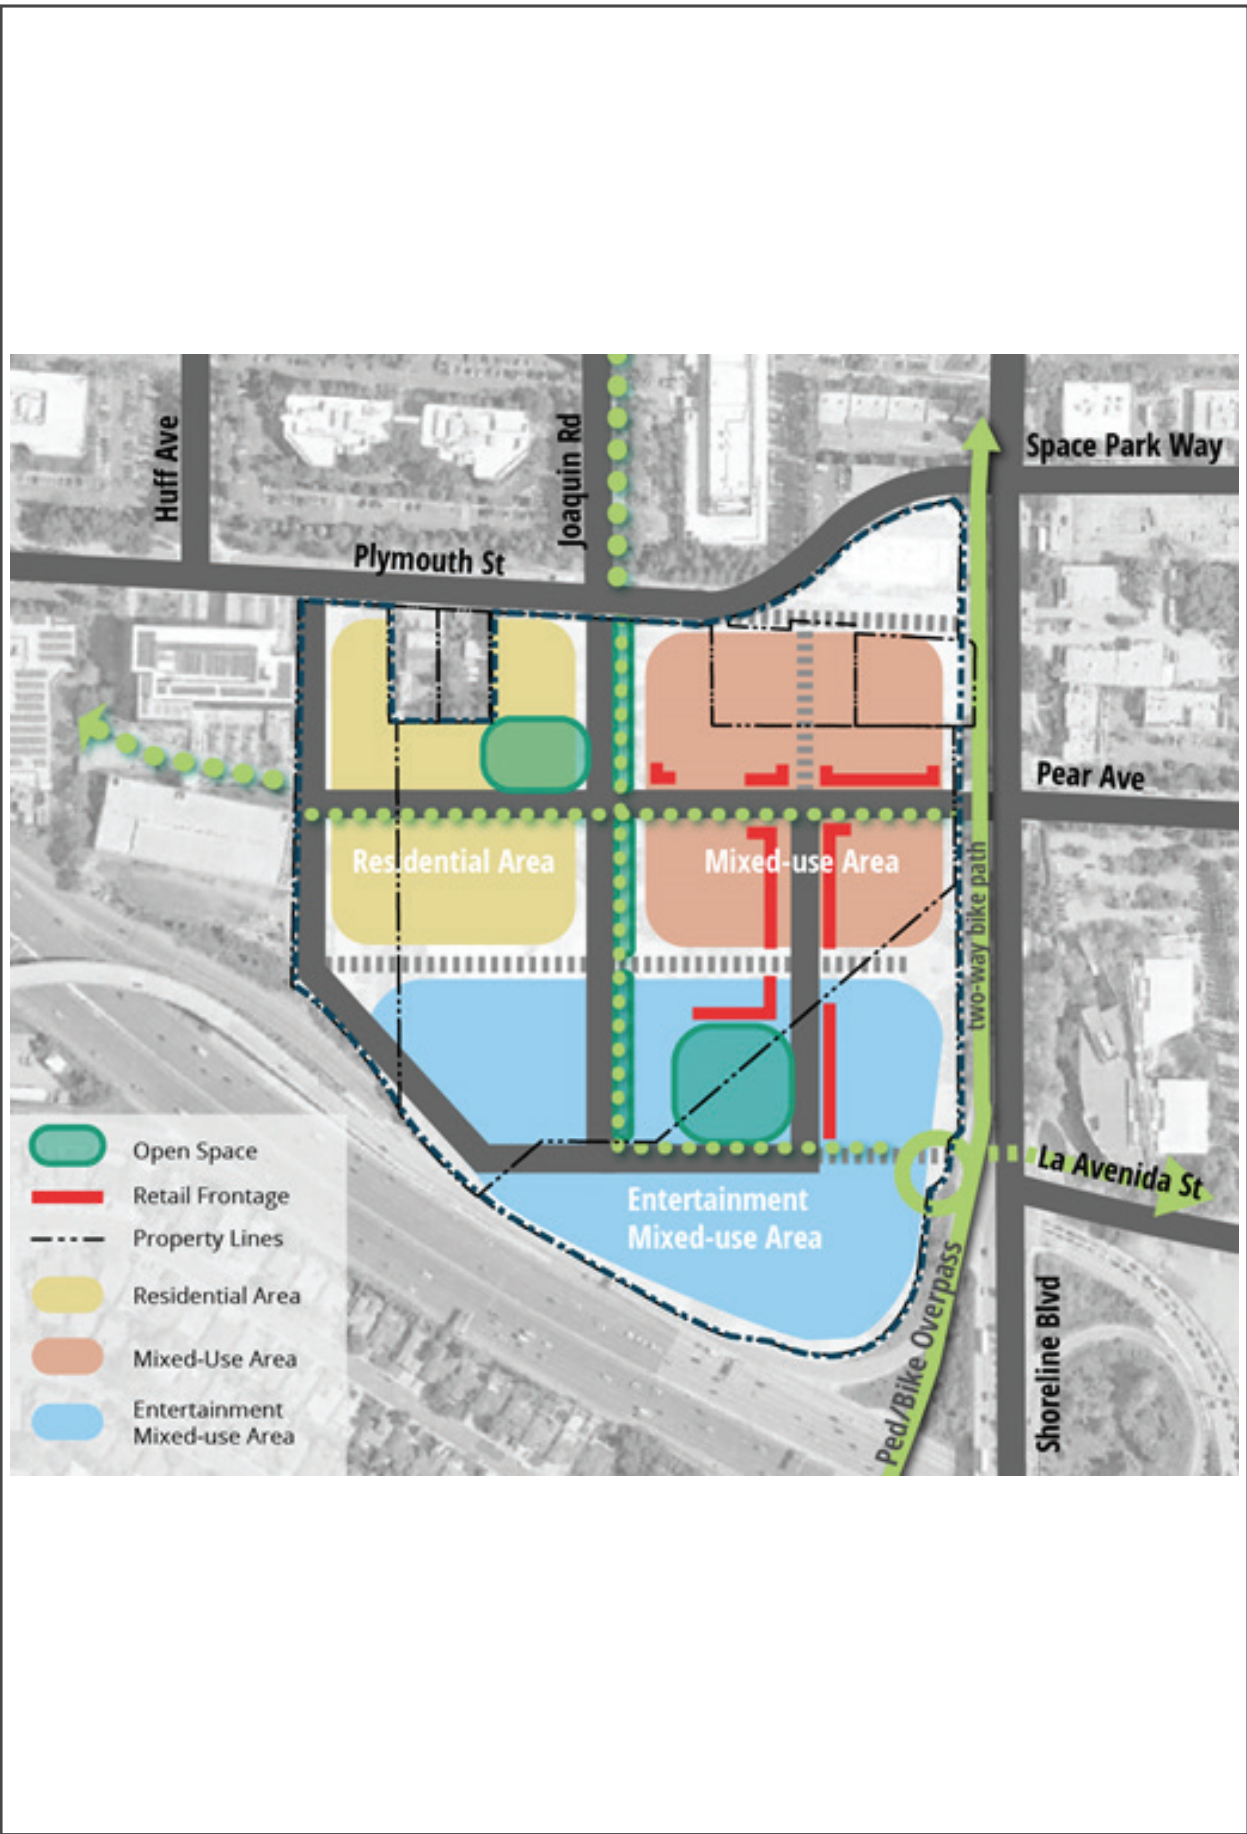 Huff Ave
Joaquin Rd
Space Park Way
Plymouth St
Pear Ave
Residential Area
Mixed-use Area
two-way bike path
La Avenida St
Entertainment
Mixed-use Area
Ped/Bike Overpass
Shoreline Blvd
Open Space
Retail Frontage
Property Lines
Residential Area
Mixed-Use Area
Entertainment
Mixed-use Area